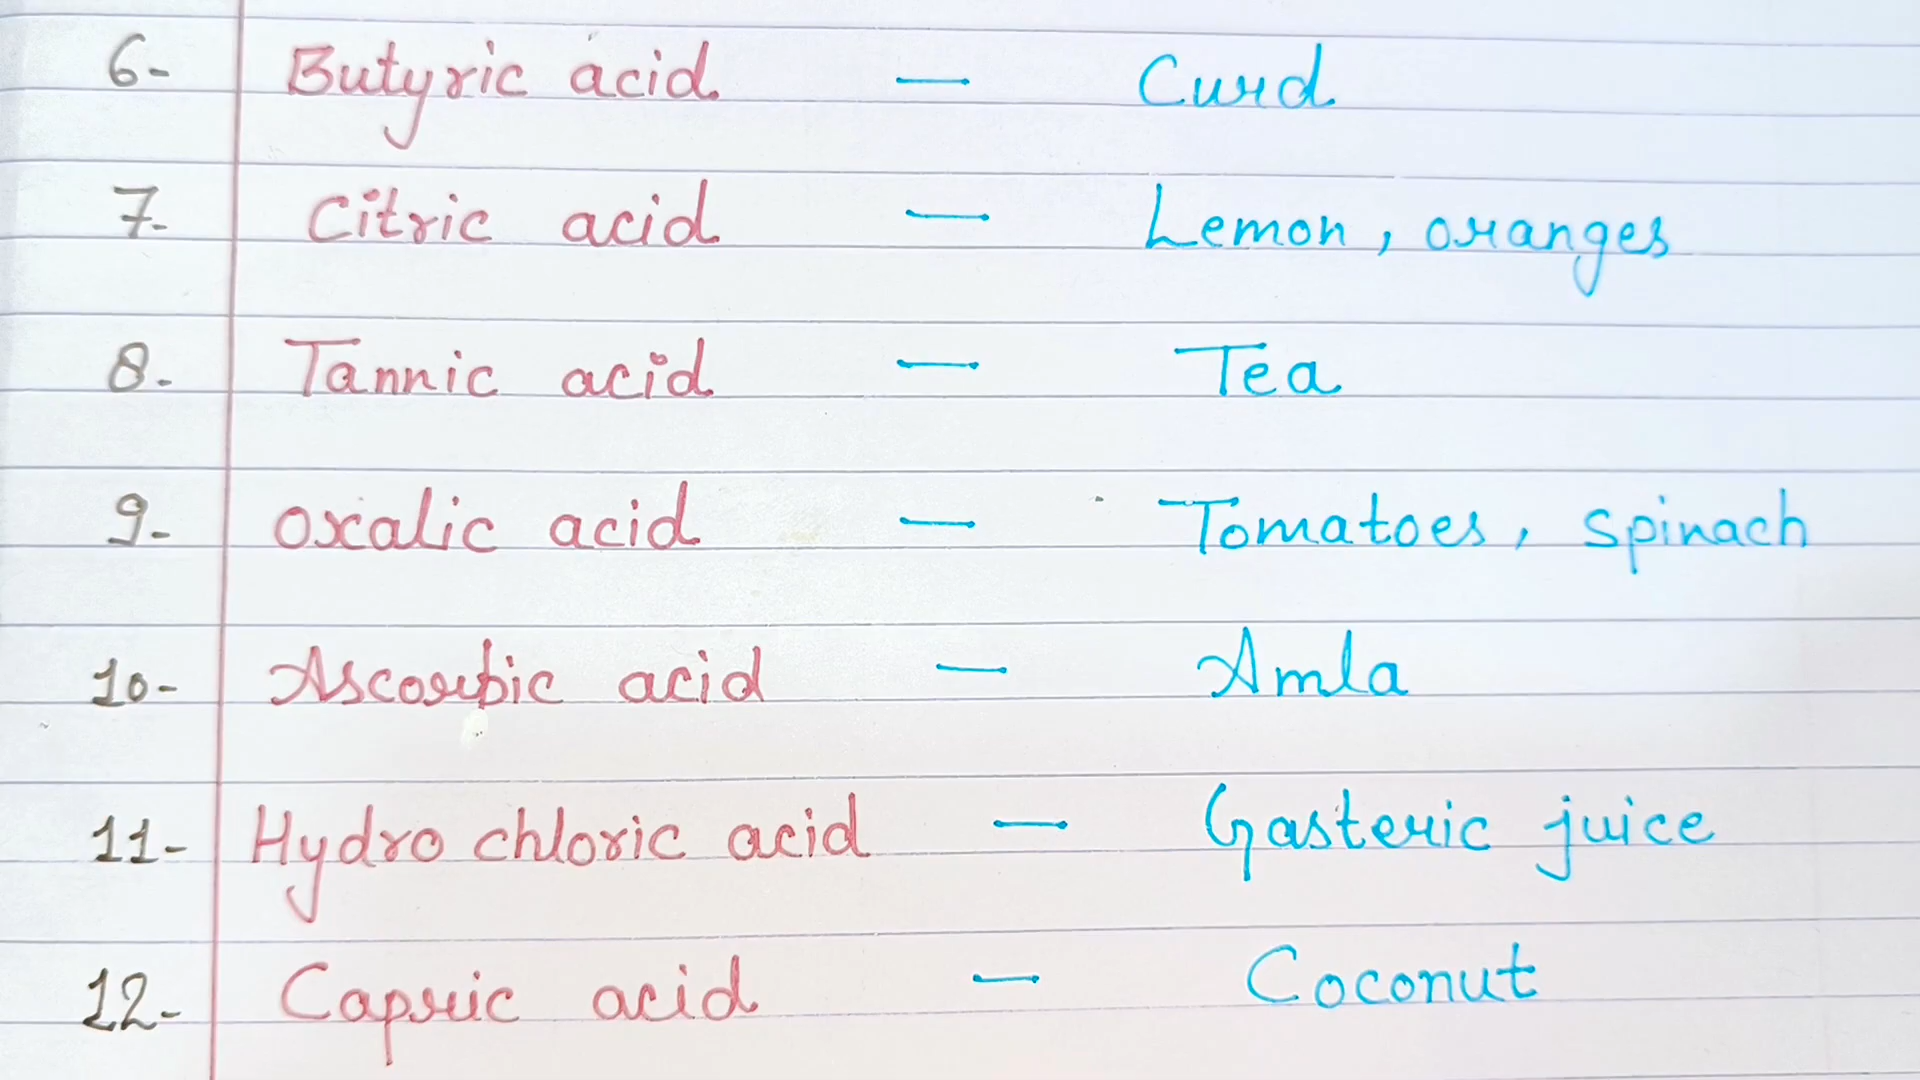 6- Butyric acid — Curd
7- Citric acid — Lemon, oranges
8- Tannic acid — Tea
9- oxalic acid — Tomatoes, spinach
10- Ascorbic acid — Amla
11- Hydro chloric acid — Gasteric juice
12- Capric acid — Coconut